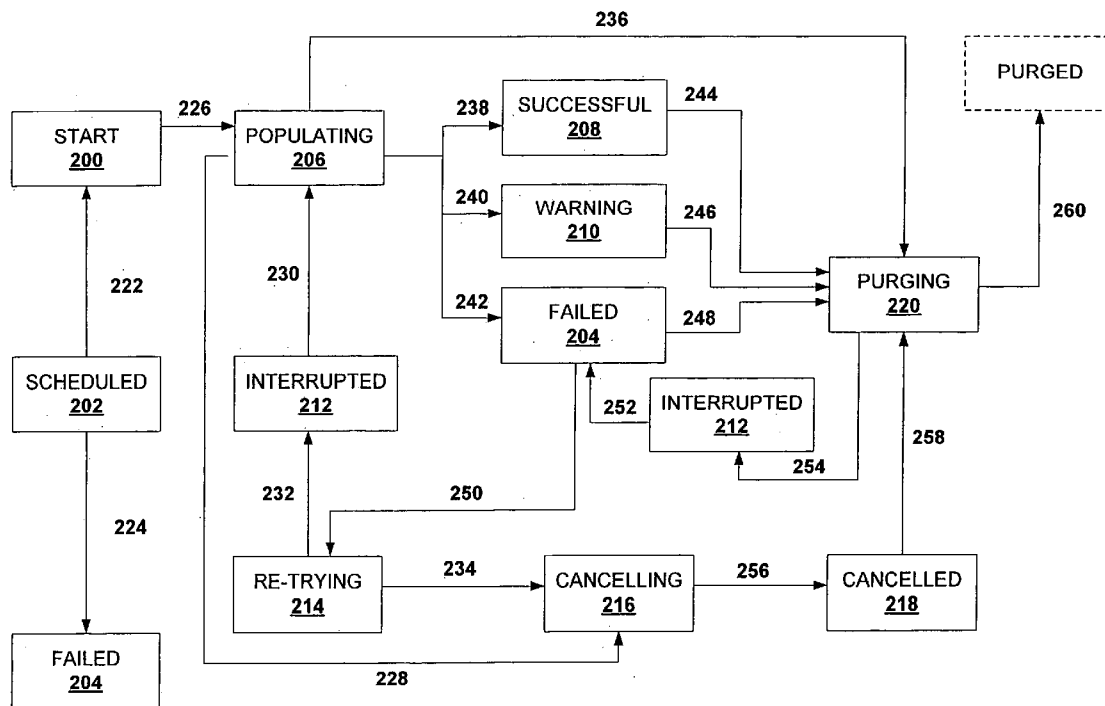 236
PURGED
226
START
200
POPULATING
206
238
SUCCESSFUL
208
244
240
WARNING
210
246
260
222
230
242
FAILED
204
248
PURGING
220
SCHEDULED
202
INTERRUPTED
212
252
INTERRUPTED
212
254
258
224
232
250
RE-TRYING
214
234
CANCELLING
216
256
CANCELLED
218
FAILED
204
228